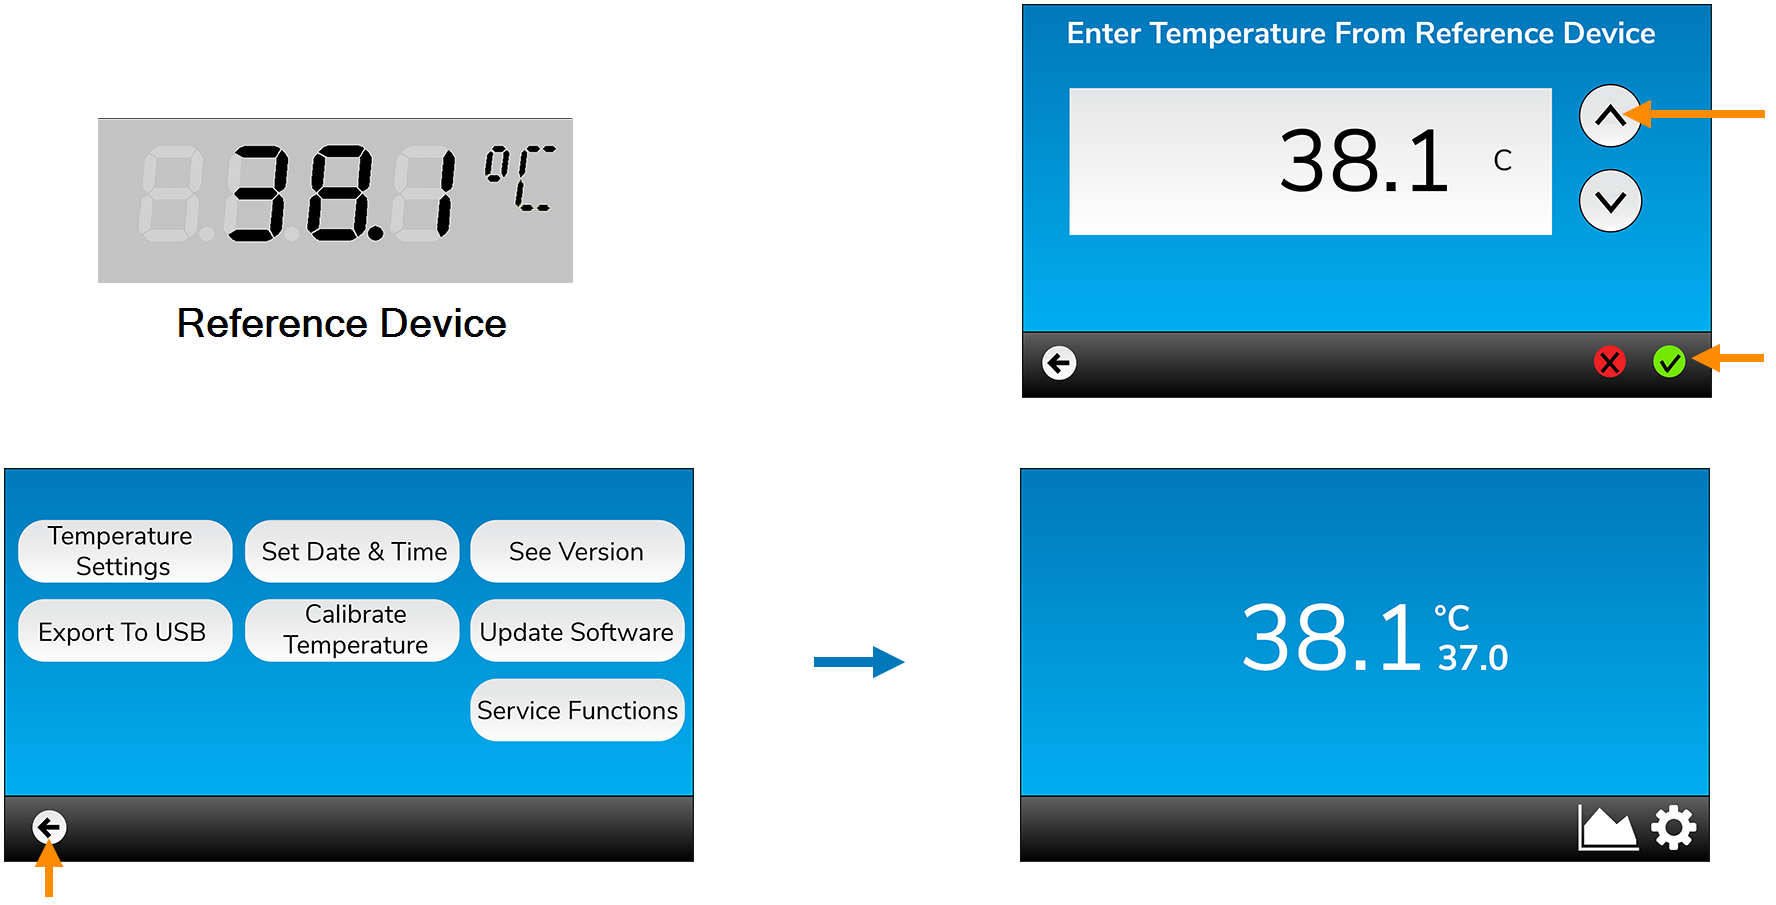 38.1 °C
Reference Device
Enter Temperature From Reference Device
38.1 C
Temperature
Settings
Set Date & Time
See Version
Export To USB
Calibrate
Temperature
Update Software
Service Functions
38.1 °C
37.0